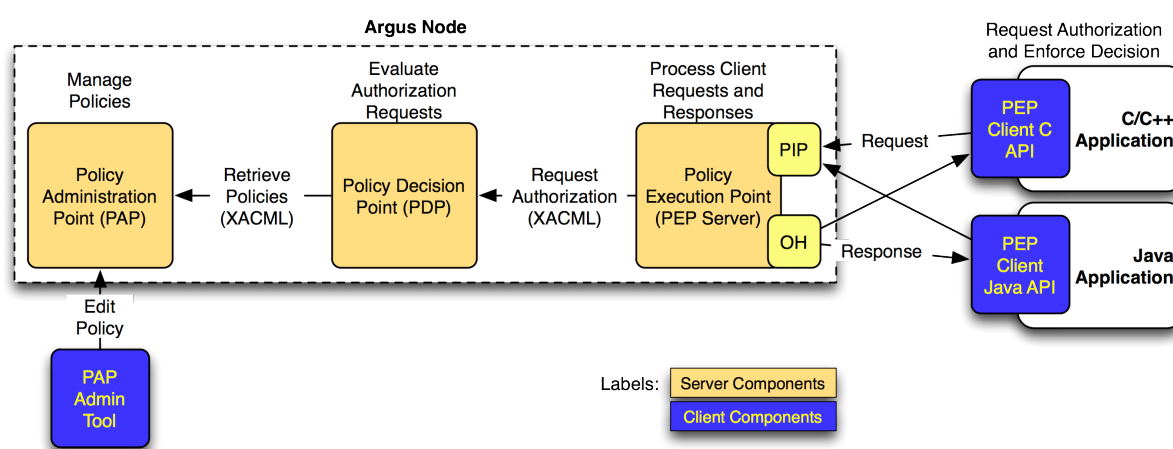 Argus Node
Request Authorization
and Enforce Decision
Manage
Policies
Evaluate
Authorization
Requests
Process Client
Requests and
Responses
Policy
Administration
Point (PAP)
Retrieve
Policies
(XACML)
Policy Decision
Point (PDP)
Request
Authorization
(XACML)
Policy
Execution Point
(PEP Server)
PIP
OH
Request
Response
PEP
Client C
API
C/C++
Application
PEP
Client
Java API
Java
Application
Edit
Policy
PAP
Admin
Tool
Labels:
Server Components
Client Components